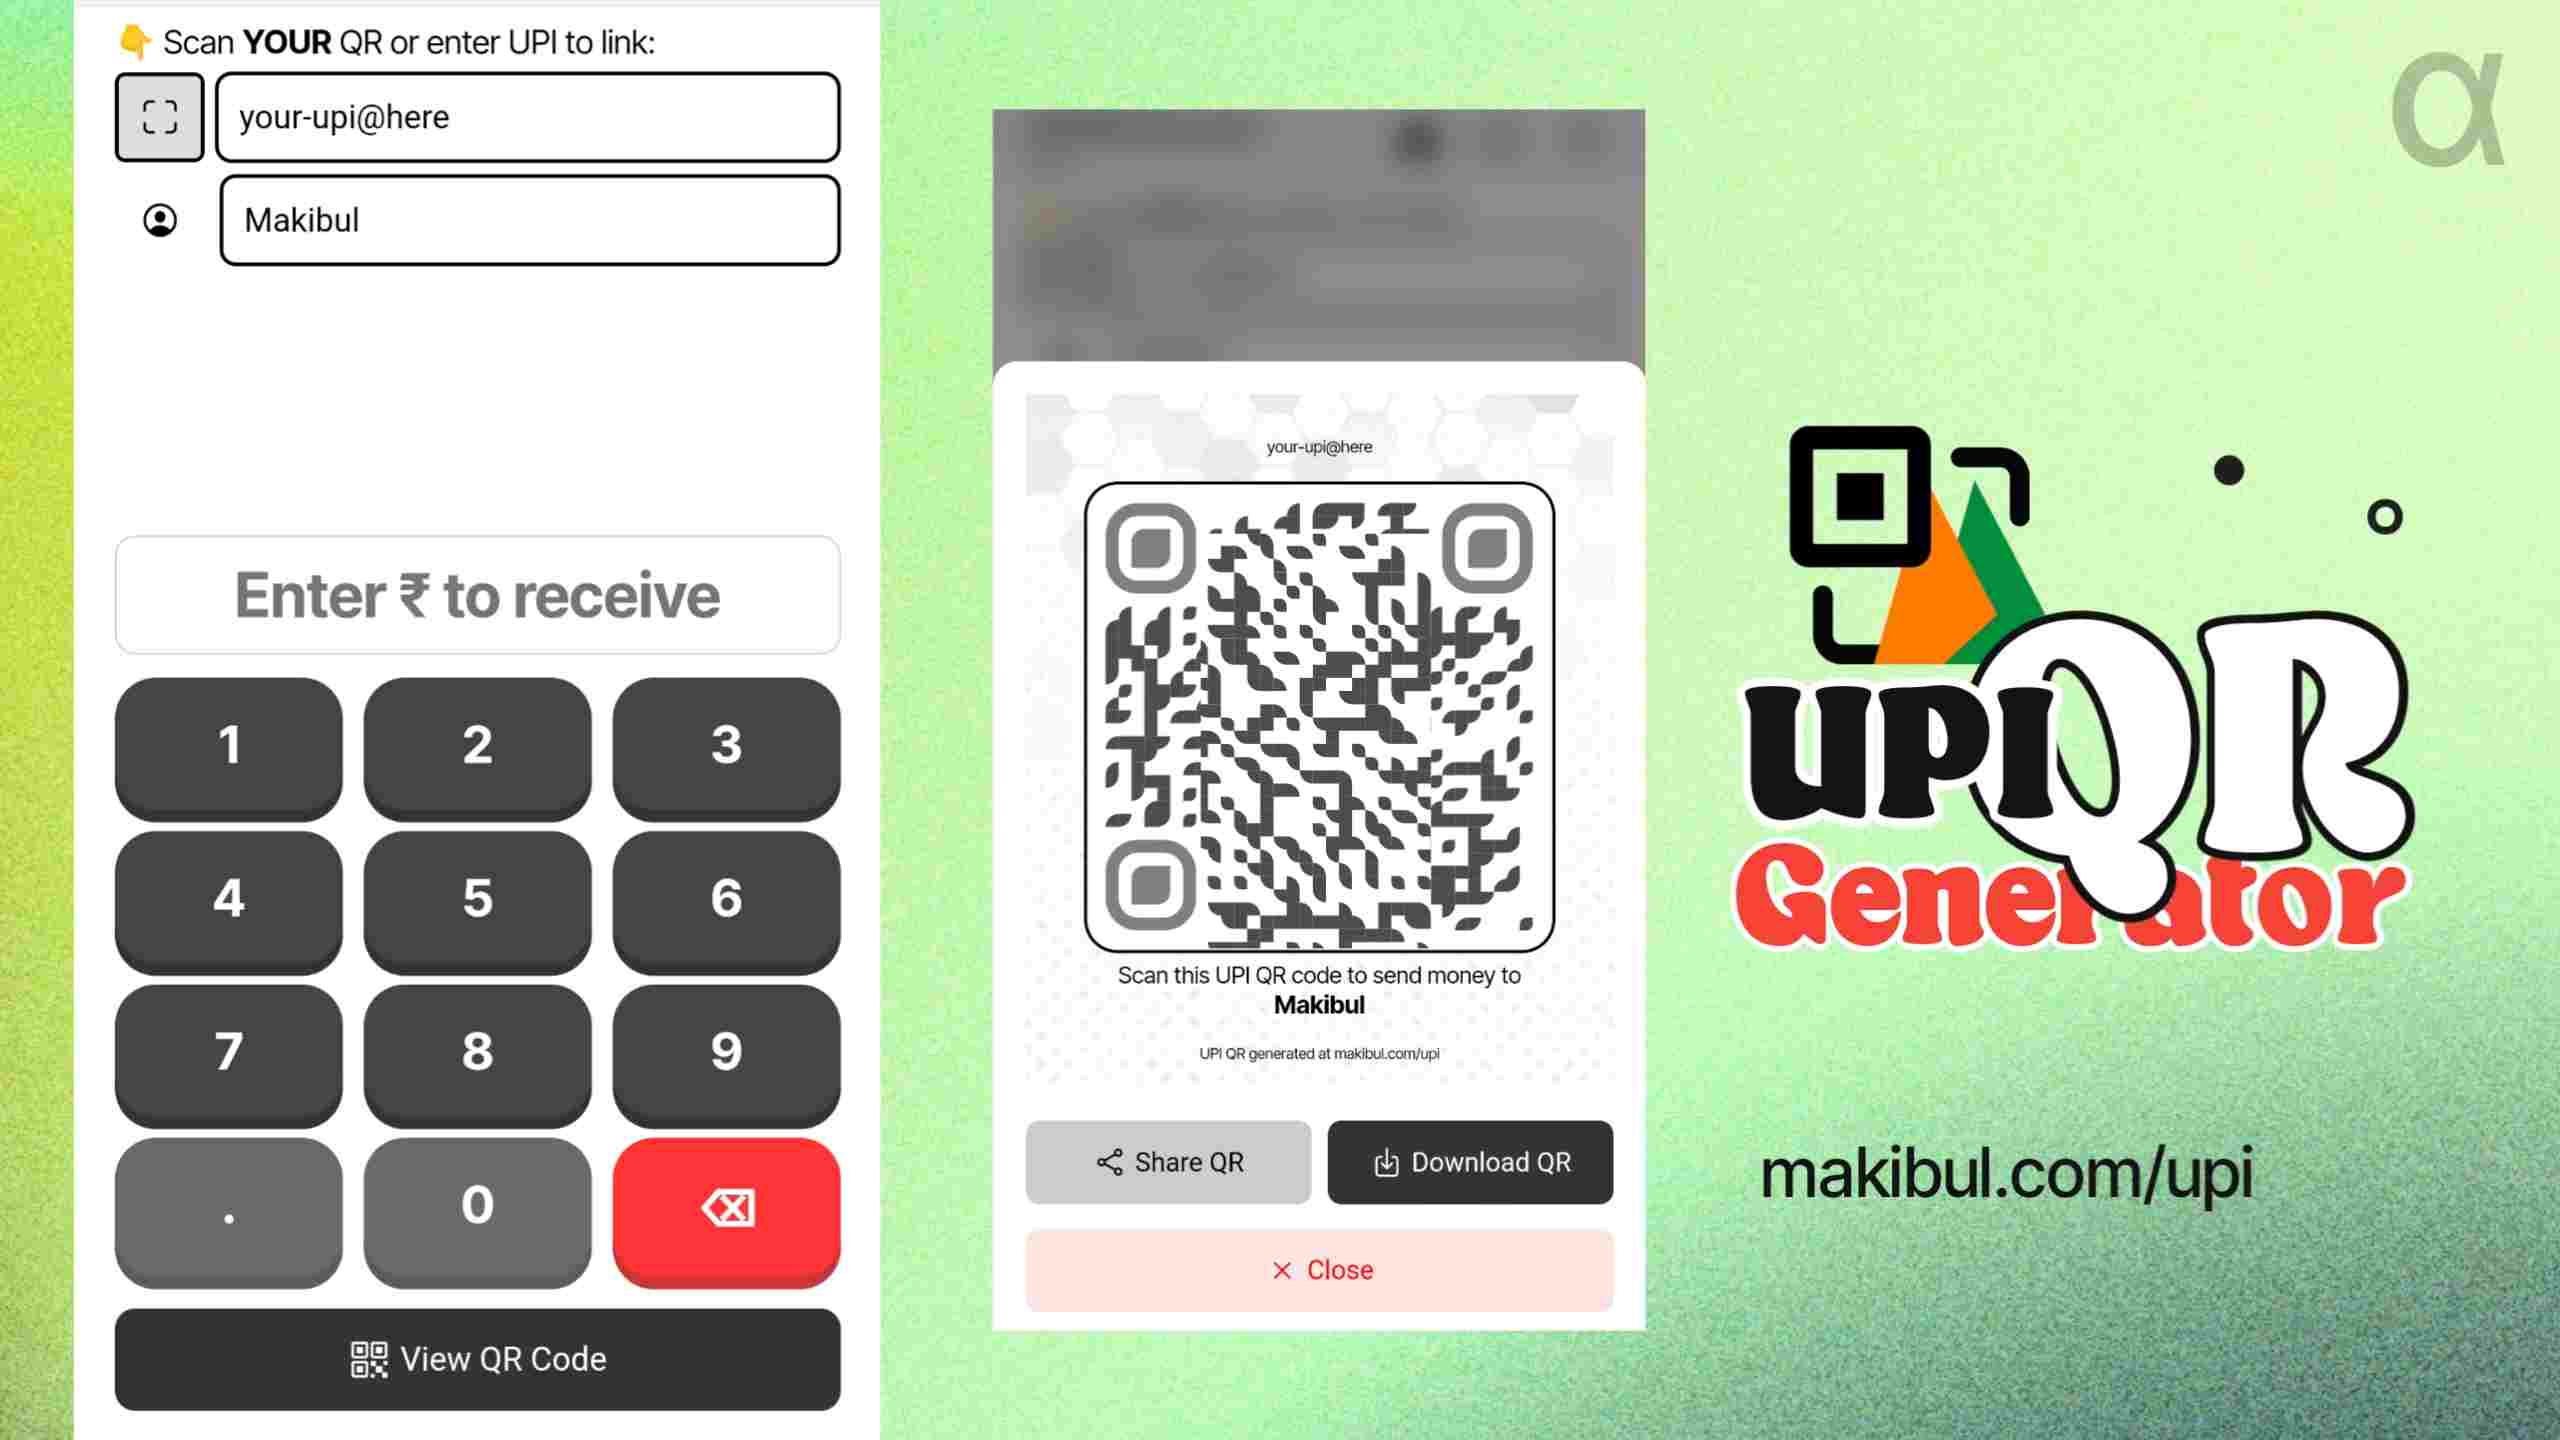 👇 Scan YOUR QR or enter UPI to link:
your-upi@here
Makibul
Enter ₹ to receive
1 2 3
4 5 6
7 8 9
. 0
View QR Code
your-upi@here
Scan this UPI QR code to send money to
Makibul
UPI QR generated at makibul.com/upi
Share QR
Download QR
Close
α
UPI QR
Generator
makibul.com/upi